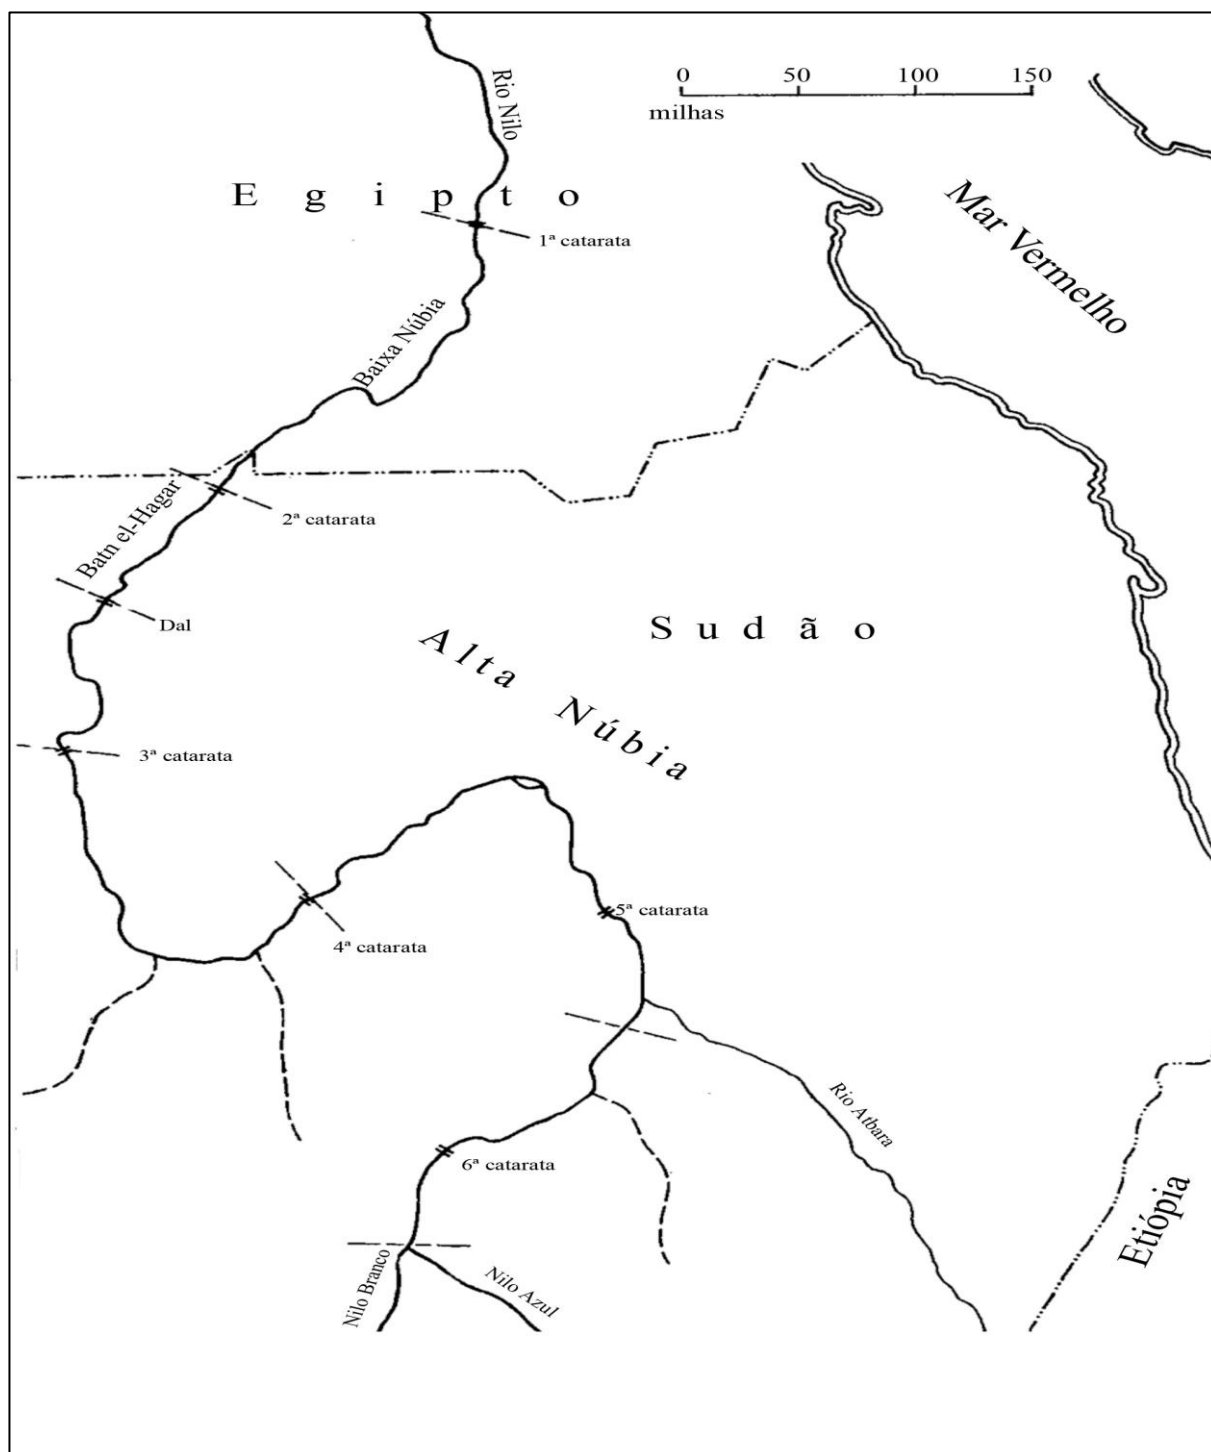 0 50 100 150
milhas
Rio Nilo
Egipto
Mar Vermelho
1ª catarata
Baixa Núbia
Batn el-Hagar
2ª catarata
Dal
Sudão
Alta Núbia
3ª catarata
5ª catarata
4ª catarata
Rio Atbara
6ª catarata
Etiópia
Nilo Branco
Nilo Azul